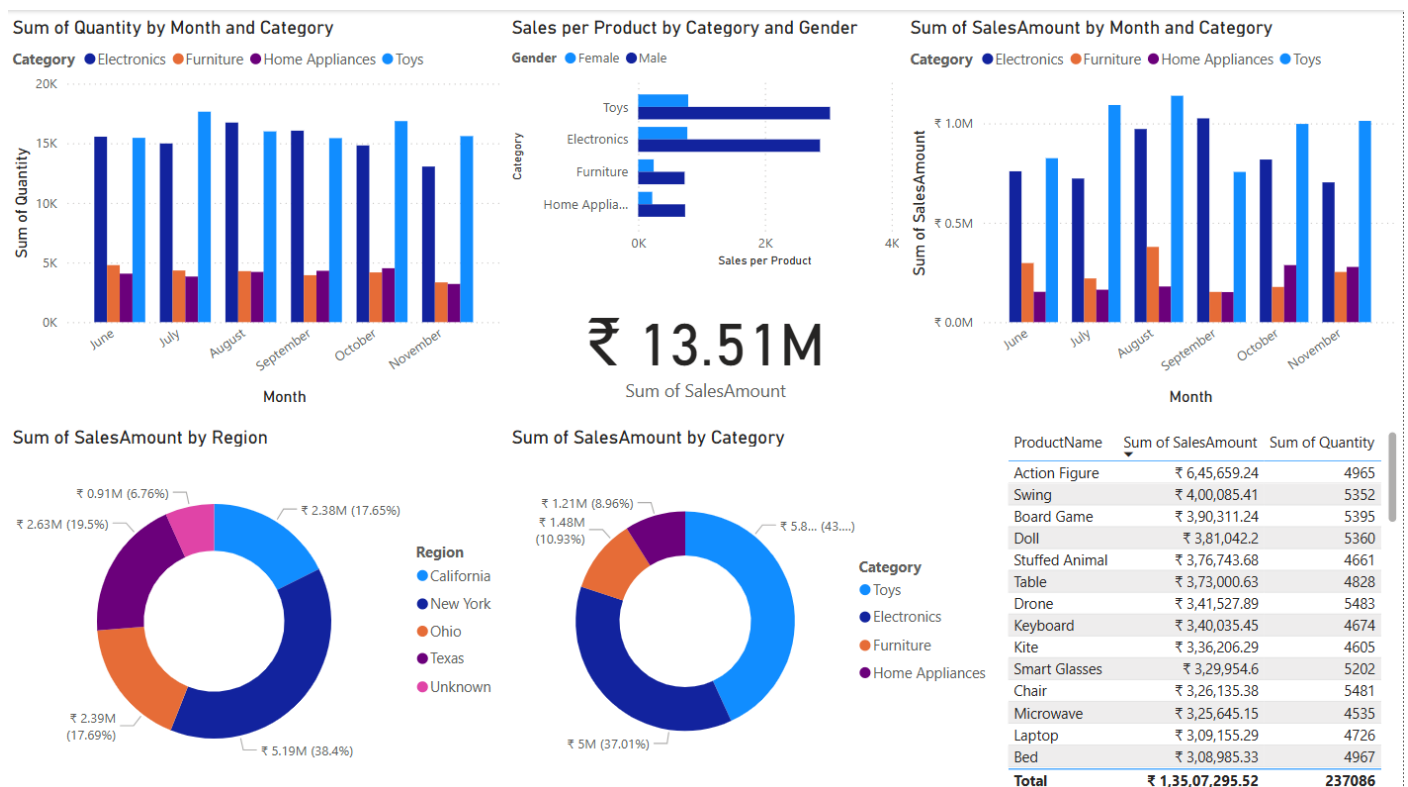 Sum of Quantity by Month and Category
Category Electronics Furniture Home Appliances Toys
20K
15K
10K
5K
0K
Sum of Quantity
June July August September October November
Month
Sales per Product by Category and Gender
Gender Female Male
Category
Toys
Electronics
Furniture
Home Applia...
0K 2K 4K
Sales per Product
₹ 13.51M
Sum of SalesAmount
Sum of SalesAmount by Month and Category
Category Electronics Furniture Home Appliances Toys
₹ 1.0M
₹ 0.5M
₹ 0.0M
Sum of SalesAmount
June July August September October November
Month
Sum of SalesAmount by Region
₹ 0.91M (6.76%)
₹ 2.38M (17.65%)
₹ 2.63M (19.5%)
₹ 2.39M
(17.69%)
₹ 5.19M (38.4%)
Region
California
New York
Ohio
Texas
Unknown
Sum of SalesAmount by Category
₹ 1.21M (8.96%)
₹ 1.48M
(10.93%)
₹ 5.8... (43....)
₹ 5M (37.01%)
Category
Toys
Electronics
Furniture
Home Appliances
ProductName Sum of SalesAmount Sum of Quantity
Action Figure ₹ 6,45,659.24 4965
Swing ₹ 4,00,085.41 5352
Board Game ₹ 3,90,311.24 5395
Doll ₹ 3,81,042.2 5360
Stuffed Animal ₹ 3,76,743.68 4661
Table ₹ 3,73,000.63 4828
Drone ₹ 3,41,527.89 5483
Keyboard ₹ 3,40,035.45 4674
Kite ₹ 3,36,206.29 4605
Smart Glasses ₹ 3,29,954.6 5202
Chair ₹ 3,26,135.38 5481
Microwave ₹ 3,25,645.15 4535
Laptop ₹ 3,09,155.29 4726
Bed ₹ 3,08,985.33 4967
Total ₹ 1,35,07,295.52 237086